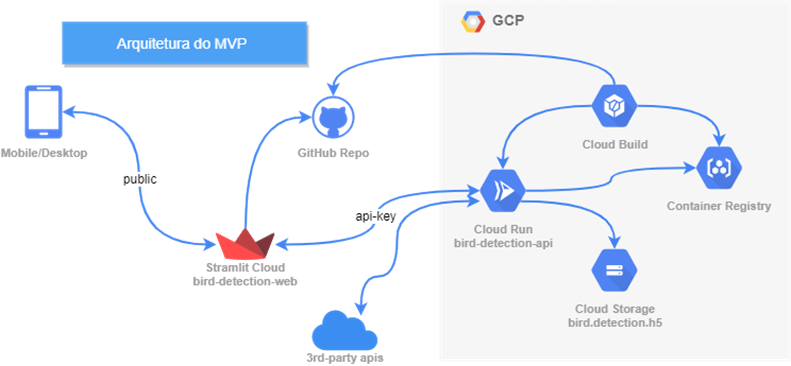 GCP
Arquitetura do MVP
Mobile/Desktop
GitHub Repo
Cloud Build
public
Container Registry
api-key
Cloud Run
bird-detection-api
Stramlit Cloud
bird-detection-web
Cloud Storage
bird.detection.h5
3rd-party apis